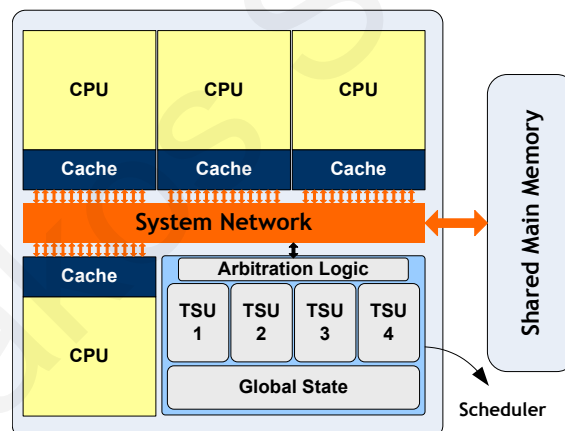 CPU
CPU
CPU
Cache
Cache
Cache
System Network
Shared Main Memory
Cache
CPU
Arbitration Logic
TSU
1
TSU
2
TSU
3
TSU
4
Global State
Scheduler